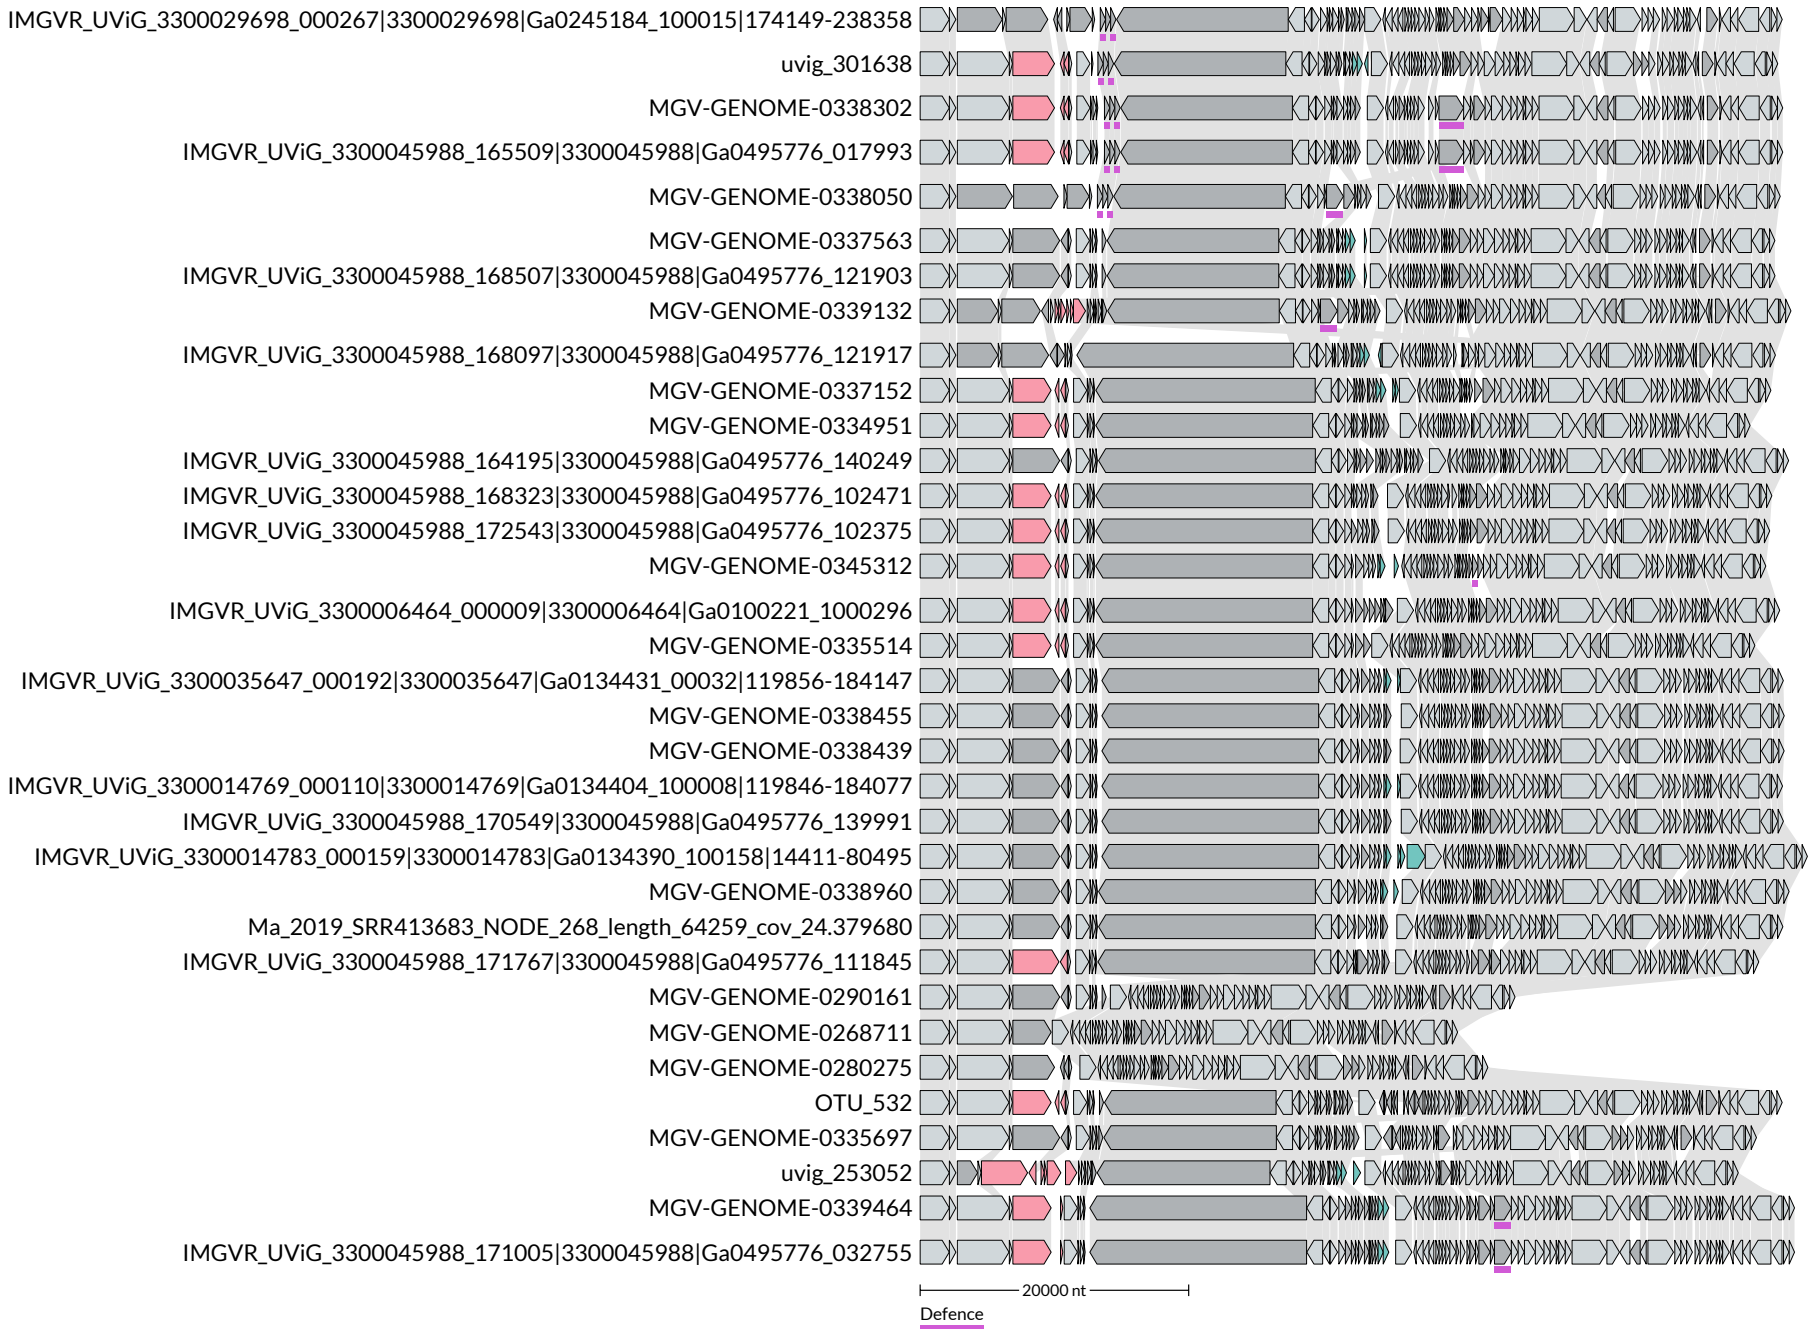 IMGVR_UViG_3300029698_000267|3300029698|Ga0245184_100015|174149-238358
uvig_301638
MGV-GENOME-0338302
IMGVR_UViG_3300045988_165509|3300045988|Ga0495776_017993
MGV-GENOME-0338050
MGV-GENOME-0337563
IMGVR_UViG_3300045988_168507|3300045988|Ga0495776_121903
MGV-GENOME-0339132
IMGVR_UViG_3300045988_168097|3300045988|Ga0495776_121917
MGV-GENOME-0337152
MGV-GENOME-0334951
IMGVR_UViG_3300045988_164195|3300045988|Ga0495776_140249
IMGVR_UViG_3300045988_168323|3300045988|Ga0495776_102471
IMGVR_UViG_3300045988_172543|3300045988|Ga0495776_102375
MGV-GENOME-0345312
IMGVR_UViG_3300006464_000009|3300006464|Ga0100221_1000296
MGV-GENOME-0335514
IMGVR_UViG_3300035647_000192|3300035647|Ga0134431_00032|119856-184147
MGV-GENOME-0338455
MGV-GENOME-0338439
IMGVR_UViG_3300014769_000110|3300014769|Ga0134404_100008|119846-184077
IMGVR_UViG_3300045988_170549|3300045988|Ga0495776_139991
IMGVR_UViG_3300014783_000159|3300014783|Ga0134390_100158|14411-80495
MGV-GENOME-0338960
Ma_2019_SRR413683_NODE_268_length_64259_cov_24.379680
IMGVR_UViG_3300045988_171767|3300045988|Ga0495776_111845
MGV-GENOME-0290161
MGV-GENOME-0268711
MGV-GENOME-0280275
OTU_532
MGV-GENOME-0335697
uvig_253052
MGV-GENOME-0339464
IMGVR_UViG_3300045988_171005|3300045988|Ga0495776_032755
20000 nt
Defence